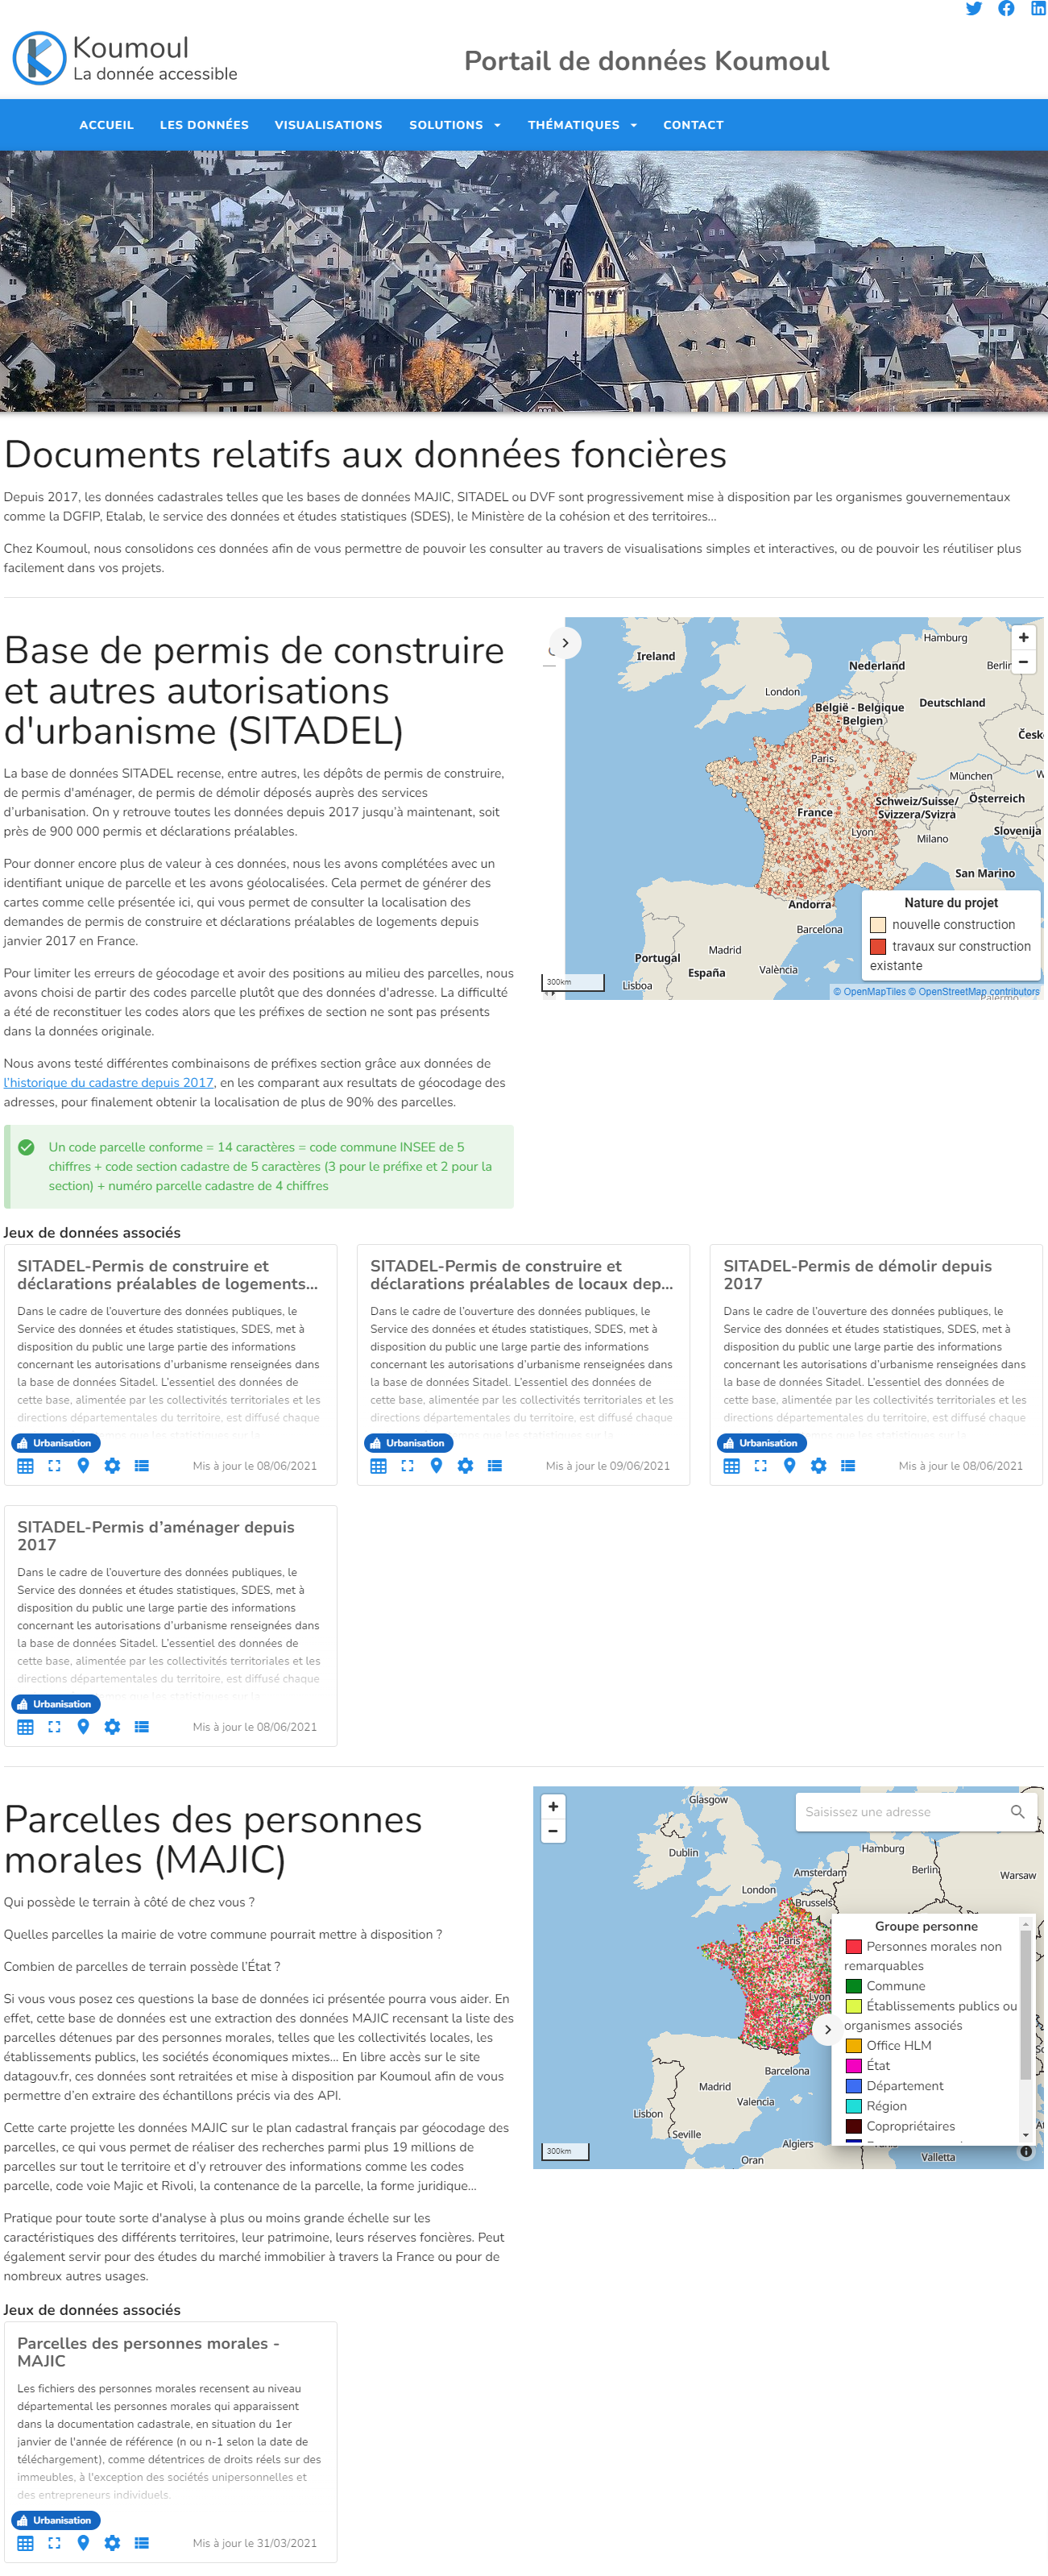 Koumoul
La donnée accessible
Portail de données Koumoul
ACCUEIL LES DONNÉES VISUALISATIONS SOLUTIONS THÉMATIQUES CONTACT
Documents relatifs aux données foncières
Depuis 2017, les données cadastrales telles que les bases de données MAJIC, SITADEL ou DVF sont progressivement mise à disposition par les organismes gouvernementaux
comme la DGFIP, Etalab, le service des données et études statistiques (SDES), le Ministère de la cohésion et des territoires...
Chez Koumoul, nous consolidons ces données afin de vous permettre de pouvoir les consulter au travers de visualisations simples et interactives, ou de pouvoir les réutiliser plus
facilement dans vos projets.
Base de permis de construire
et autres autorisations
d'urbanisme (SITADEL)
La base de données SITADEL recense, entre autres, les dépôts de permis de construire,
de permis d'aménager, de permis de démolir déposés auprès des services
d’urbanisation. On y retrouve toutes les données depuis 2017 jusqu’à maintenant, soit
près de 900 000 permis et déclarations préalables.
Pour donner encore plus de valeur à ces données, nous les avons complétées avec un
identifiant unique de parcelle et les avons géolocalisées. Cela permet de générer des
cartes comme celle présentée ici, qui vous permet de consulter la localisation des
demandes de permis de construire et déclarations préalables de logements depuis
janvier 2017 en France.
Pour limiter les erreurs de géocodage et avoir des positions au milieu des parcelles, nous
avons choisi de partir des codes parcelle plutôt que des données d'adresse. La difficulté
a été de reconstituer les codes alors que les préfixes de section ne sont pas présents
dans la données originale.
Nous avons testé différentes combinaisons de préfixes section grâce aux données de
l’historique du cadastre depuis 2017, en les comparant aux resultats de géocodage des
adresses, pour finalement obtenir la localisation de plus de 90% des parcelles.
Un code parcelle conforme = 14 caractères = code commune INSEE de 5
chiffres + code section cadastre de 5 caractères (3 pour le préfixe et 2 pour la
section) + numéro parcelle cadastre de 4 chiffres
Hamburg
Ireland
Nederland
Berlin
London
België - Belgique
Belgien
Deutschland
Česk
Paris
München
Schweiz/Suisse/
Svizzera/Svizra
Österreich
France
Lyon
Milano
Slovenija
San Marino
Andorra
Barcelona
Madrid
Portugal
España
València
Lisboa
300km
Nature du projet
nouvelle construction
travaux sur construction
existante
© OpenMapTiles © OpenStreetMap contributors
Palermo
Jeux de données associés
SITADEL-Permis de construire et
déclarations préalables de logements...
Dans le cadre de l’ouverture des données publiques, le
Service des données et études statistiques, SDES, met à
disposition du public une large partie des informations
concernant les autorisations d’urbanisme renseignées dans
la base de données Sitadel. L’essentiel des données de
cette base, alimentée par les collectivités territoriales et les
directions départementales du territoire, est diffusé chaque
Urbanisation
Mis à jour le 08/06/2021
SITADEL-Permis de construire et
déclarations préalables de locaux dep...
Dans le cadre de l’ouverture des données publiques, le
Service des données et études statistiques, SDES, met à
disposition du public une large partie des informations
concernant les autorisations d’urbanisme renseignées dans
la base de données Sitadel. L’essentiel des données de
cette base, alimentée par les collectivités territoriales et les
directions départementales du territoire, est diffusé chaque
Urbanisation
Mis à jour le 09/06/2021
SITADEL-Permis de démolir depuis
2017
Dans le cadre de l’ouverture des données publiques, le
Service des données et études statistiques, SDES, met à
disposition du public une large partie des informations
concernant les autorisations d’urbanisme renseignées dans
la base de données Sitadel. L’essentiel des données de
cette base, alimentée par les collectivités territoriales et les
directions départementales du territoire, est diffusé chaque
Urbanisation
Mis à jour le 08/06/2021
SITADEL-Permis d’aménager depuis
2017
Dans le cadre de l’ouverture des données publiques, le
Service des données et études statistiques, SDES, met à
disposition du public une large partie des informations
concernant les autorisations d’urbanisme renseignées dans
la base de données Sitadel. L’essentiel des données de
cette base, alimentée par les collectivités territoriales et les
directions départementales du territoire, est diffusé chaque
Urbanisation
Mis à jour le 08/06/2021
Parcelles des personnes
morales (MAJIC)
Qui possède le terrain à côté de chez vous ?
Quelles parcelles la mairie de votre commune pourrait mettre à disposition ?
Combien de parcelles de terrain possède l’État ?
Si vous vous posez ces questions la base de données ici présentée pourra vous aider. En
effet, cette base de données est une extraction des données MAJIC recensant la liste des
parcelles détenues par des personnes morales, telles que les collectivités locales, les
établissements publics, les sociétés économiques mixtes... En libre accès sur le site
datagouv.fr, ces données sont retraitées et mise à disposition par Koumoul afin de vous
permettre d’en extraire des échantillons précis via des API.
Cette carte projette les données MAJIC sur le plan cadastral français par géocodage des
parcelles, ce qui vous permet de réaliser des recherches parmi plus 19 millions de
parcelles sur tout le territoire et d’y retrouver des informations comme les codes
parcelle, code voie Majic et Rivoli, la contenance de la parcelle, la forme juridique...
Pratique pour toute sorte d'analyse à plus ou moins grande échelle sur les
caractéristiques des différents territoires, leur patrimoine, leurs réserves foncières. Peut
également servir pour des études du marché immobilier à travers la France ou pour de
nombreux autres usages.
Glasgow
Saisissez une adresse
Dublin
Hamburg
Amsterdam
Berlin
Warsaw
London
Brussels
Paris
Lyon
Barcelona
Madrid
Valencia
Lisbon
Seville
Algiers
Oran
Valletta
300km
Groupe personne
Personnes morales non
remarquables
Commune
Établissements publics ou
organismes associés
Office HLM
État
Département
Région
Copropriétaires
Jeux de données associés
Parcelles des personnes morales -
MAJIC
Les fichiers des personnes morales recensent au niveau
départemental les personnes morales qui apparaissent
dans la documentation cadastrale, en situation du 1er
janvier de l'année de référence (n ou n-1 selon la date de
téléchargement), comme détentrices de droits réels sur des
immeubles, à l'exception des sociétés unipersonnelles et
des entrepreneurs individuels.
Urbanisation
Mis à jour le 31/03/2021